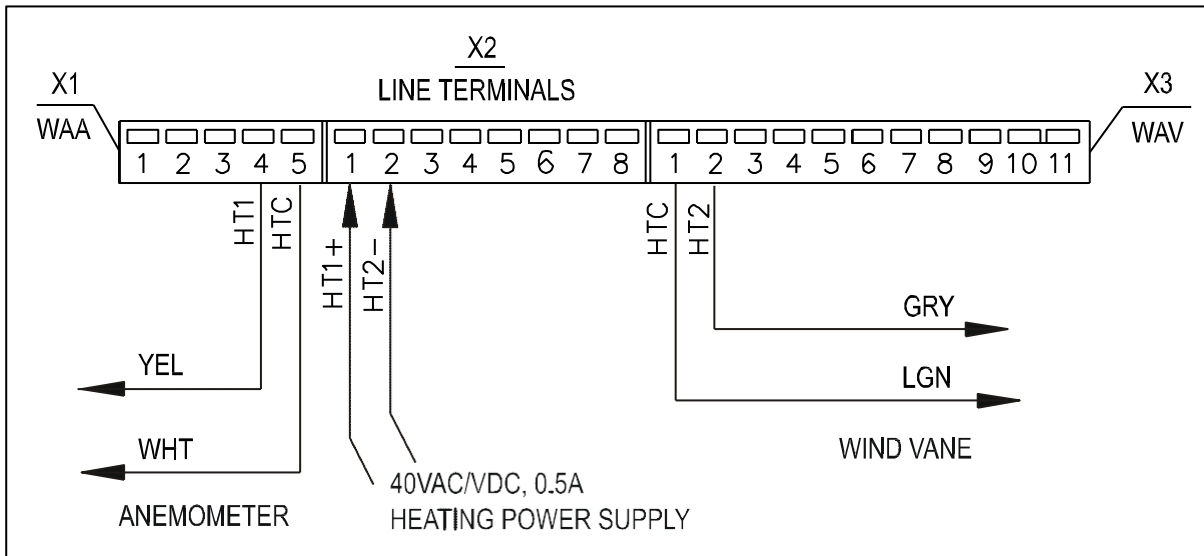 X2
LINE TERMINALS
X1
WAA
X3
WAV
1 2 3 4 5 1 2 3 4 5 6 7 8 1 2 3 4 5 6 7 8 9 10 11
HT1
HTC
HT1+
HT2-
HTC
HT2
GRY
YEL
LGN
WHT
WIND VANE
40VAC/VDC, 0.5A
HEATING POWER SUPPLY
ANEMOMETER